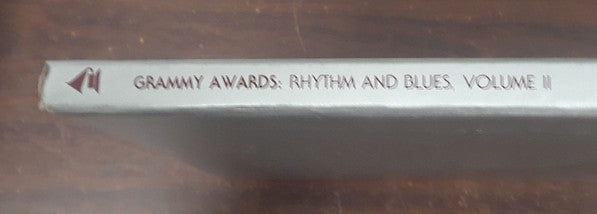 GRAMMY AWARDS: RHYTHM AND BLUES, VOLUME II